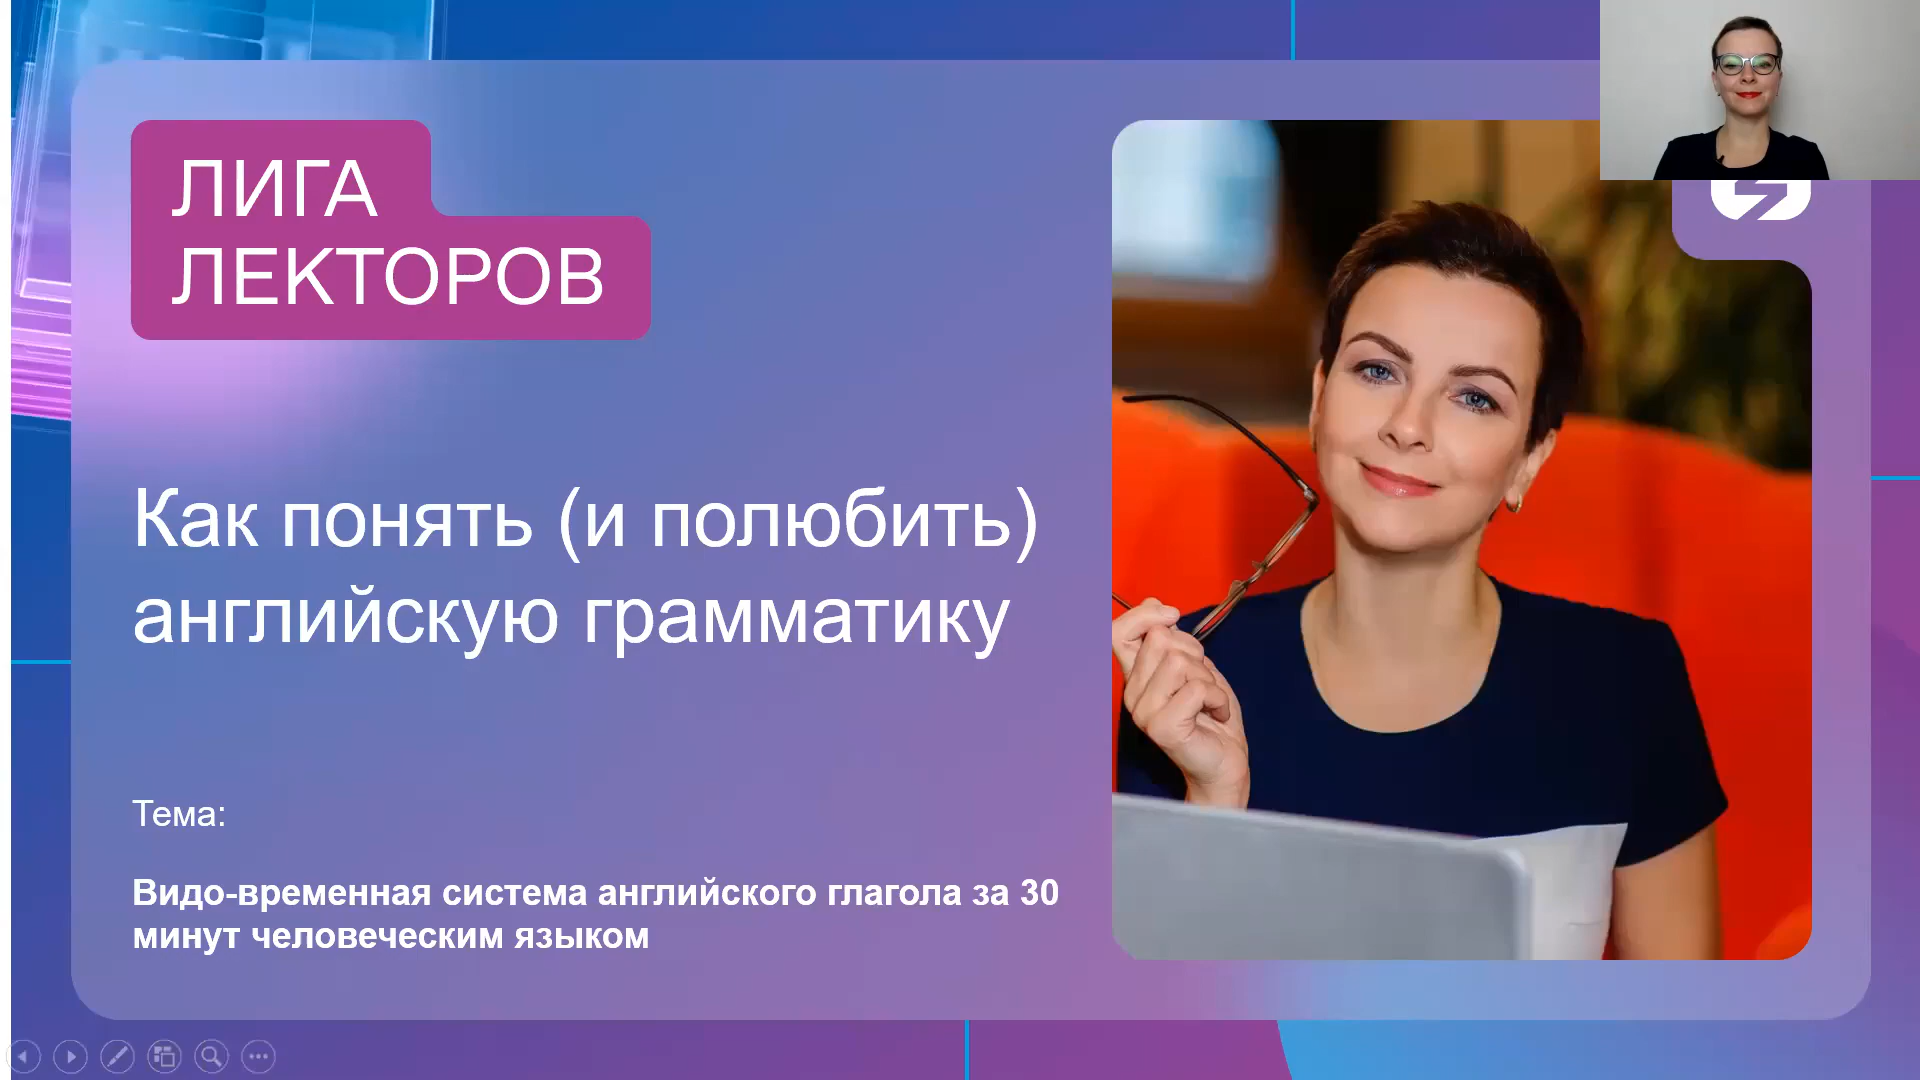 ЛИГА
ЛЕКТОРОВ
Как понять (и полюбить)
английскую грамматику
Тема:
Видо-временная система английского глагола за 30
минут человеческим языком